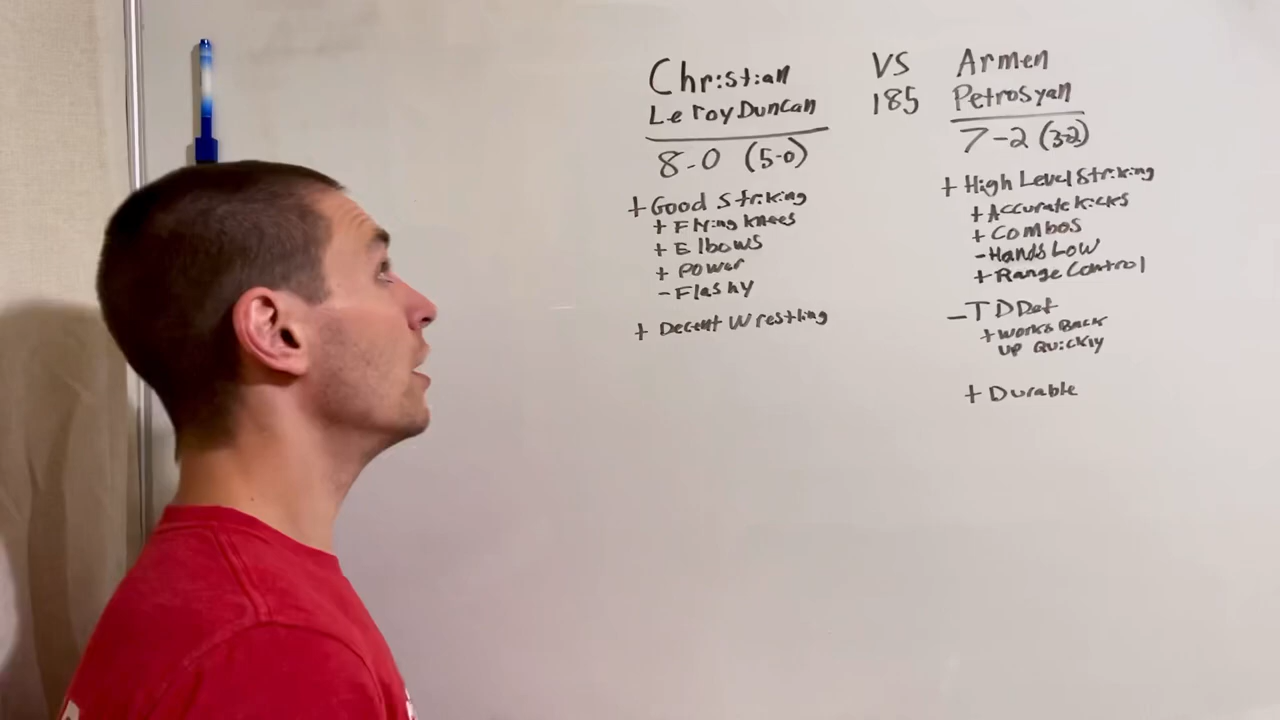 Christian
Le Roy Duncan
8-0 (5-0)
+ Good Striking
+ Flying Knees
+ Elbows
+ Power
- Flashy
+ Decent Wrestling
VS
185
Armen
Petrosyan
7-2 (3-2)
+ High Level Striking
+ Accurate Kicks
+ Combos
- Hands Low
+ Range Control
- TD Def
+ Works Back
up Quickly
+ Durable